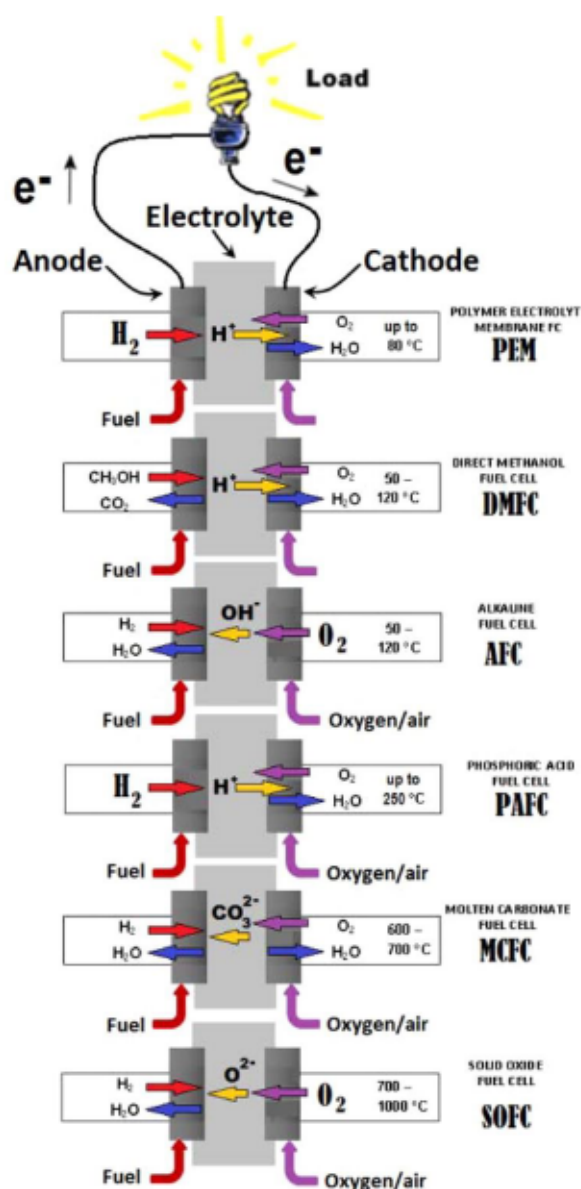 Load
e-
e-
Electrolyte
Anode
Cathode
H2
H+
O2
H2O
up to
80 °C
POLYMER ELECTROLYT
MEMBRANE FC
PEM
Fuel
CH3OH
CO2
H+
O2
H2O
50 –
120 °C
DIRECT METHANOL
FUEL CELL
DMFC
Fuel
H2
H2O
OH-
O2
50 –
120 °C
ALKALINE
FUEL CELL
AFC
Fuel
Oxygen/air
H2
H+
O2
H2O
up to
250 °C
PHOSPHORIC ACID
FUEL CELL
PAFC
Fuel
Oxygen/air
H2
H2O
CO3 2-
O2
H2O
600 –
700 °C
MOLTEN CARBONATE
FUEL CELL
MCFC
Fuel
Oxygen/air
H2
H2O
O2-
O2
700 –
1000 °C
SOLID OXIDE
FUEL CELL
SOFC
Fuel
Oxygen/air